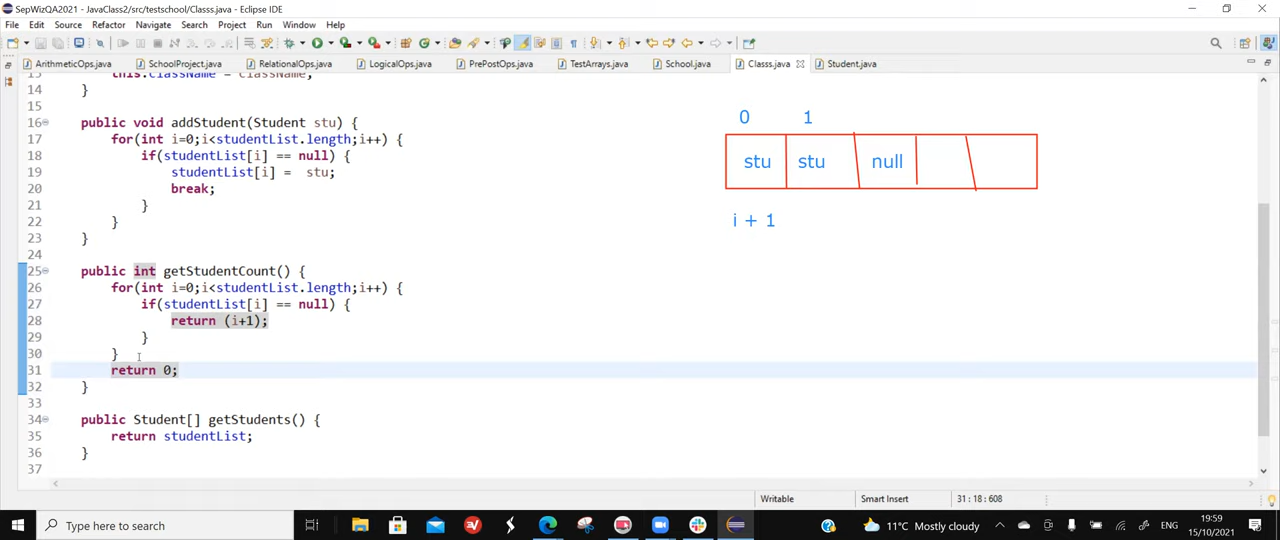 SepWizQA2021 - JavaClass2/src/testschool/Classs.java - Eclipse IDE
File Edit Source Refactor Navigate Search Project Run Window Help
ArithmeticOps.java SchoolProject.java RelationalOps.java LogicalOps.java PrePostOps.java TestArrays.java School.java Classs.java Student.java
this.className = className;
14 }
15
16 public void addStudent(Student stu) {
17 for(int i=0;i<studentList.length;i++) {
18 if(studentList[i] == null) {
19 studentList[i] = stu;
20 break;
21 }
22 }
23 }
24
25 public int getStudentCount() {
26 for(int i=0;i<studentList.length;i++) {
27 if(studentList[i] == null) {
28 return (i+1);
29 }
30 }
31 return 0;
32 }
33
34 public Student[] getStudents() {
35 return studentList;
36 }
37
0 1
stu stu null
i + 1
Writable Smart Insert 31 : 18 : 608
Type here to search
11°C Mostly cloudy ENG 19:59
15/10/2021